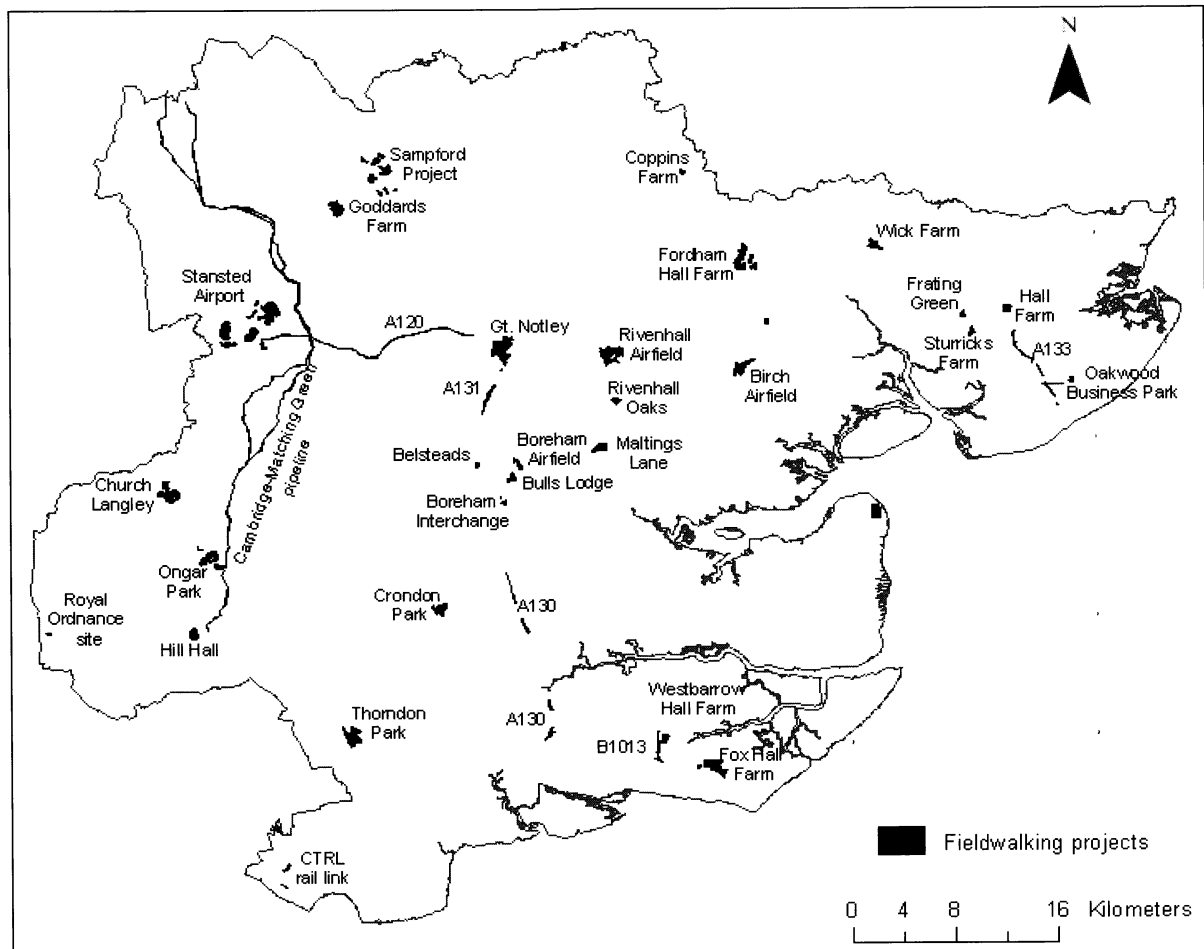 N
Sampford
Project
Coppins
Farm
Goddards
Farm
Wick Farm
Fordham
Hall Farm
Stansted
Airport
Frating
Green
Hall
Farm
A120
Gt. Notley
Rivenhall
Airfield
Sturricks
Farm
A133
Birch
Airfield
Oakwood
Business Park
A131
Rivenhall
Oaks
Cambridge-Matching Green
pipeline
Boreham
Airfield
Maltings
Lane
Belsteads
Bulls Lodge
Church
Langley
Boreham
Interchange
Ongar
Park
Royal
Ordnance
site
Crondon
Park
A130
Hill Hall
Westbarrow
Hall Farm
Thorndon
Park
A130
B1013
Fox Hall
Farm
CTRL
rail link
Fieldwalking projects
0 4 8 16 Kilometers